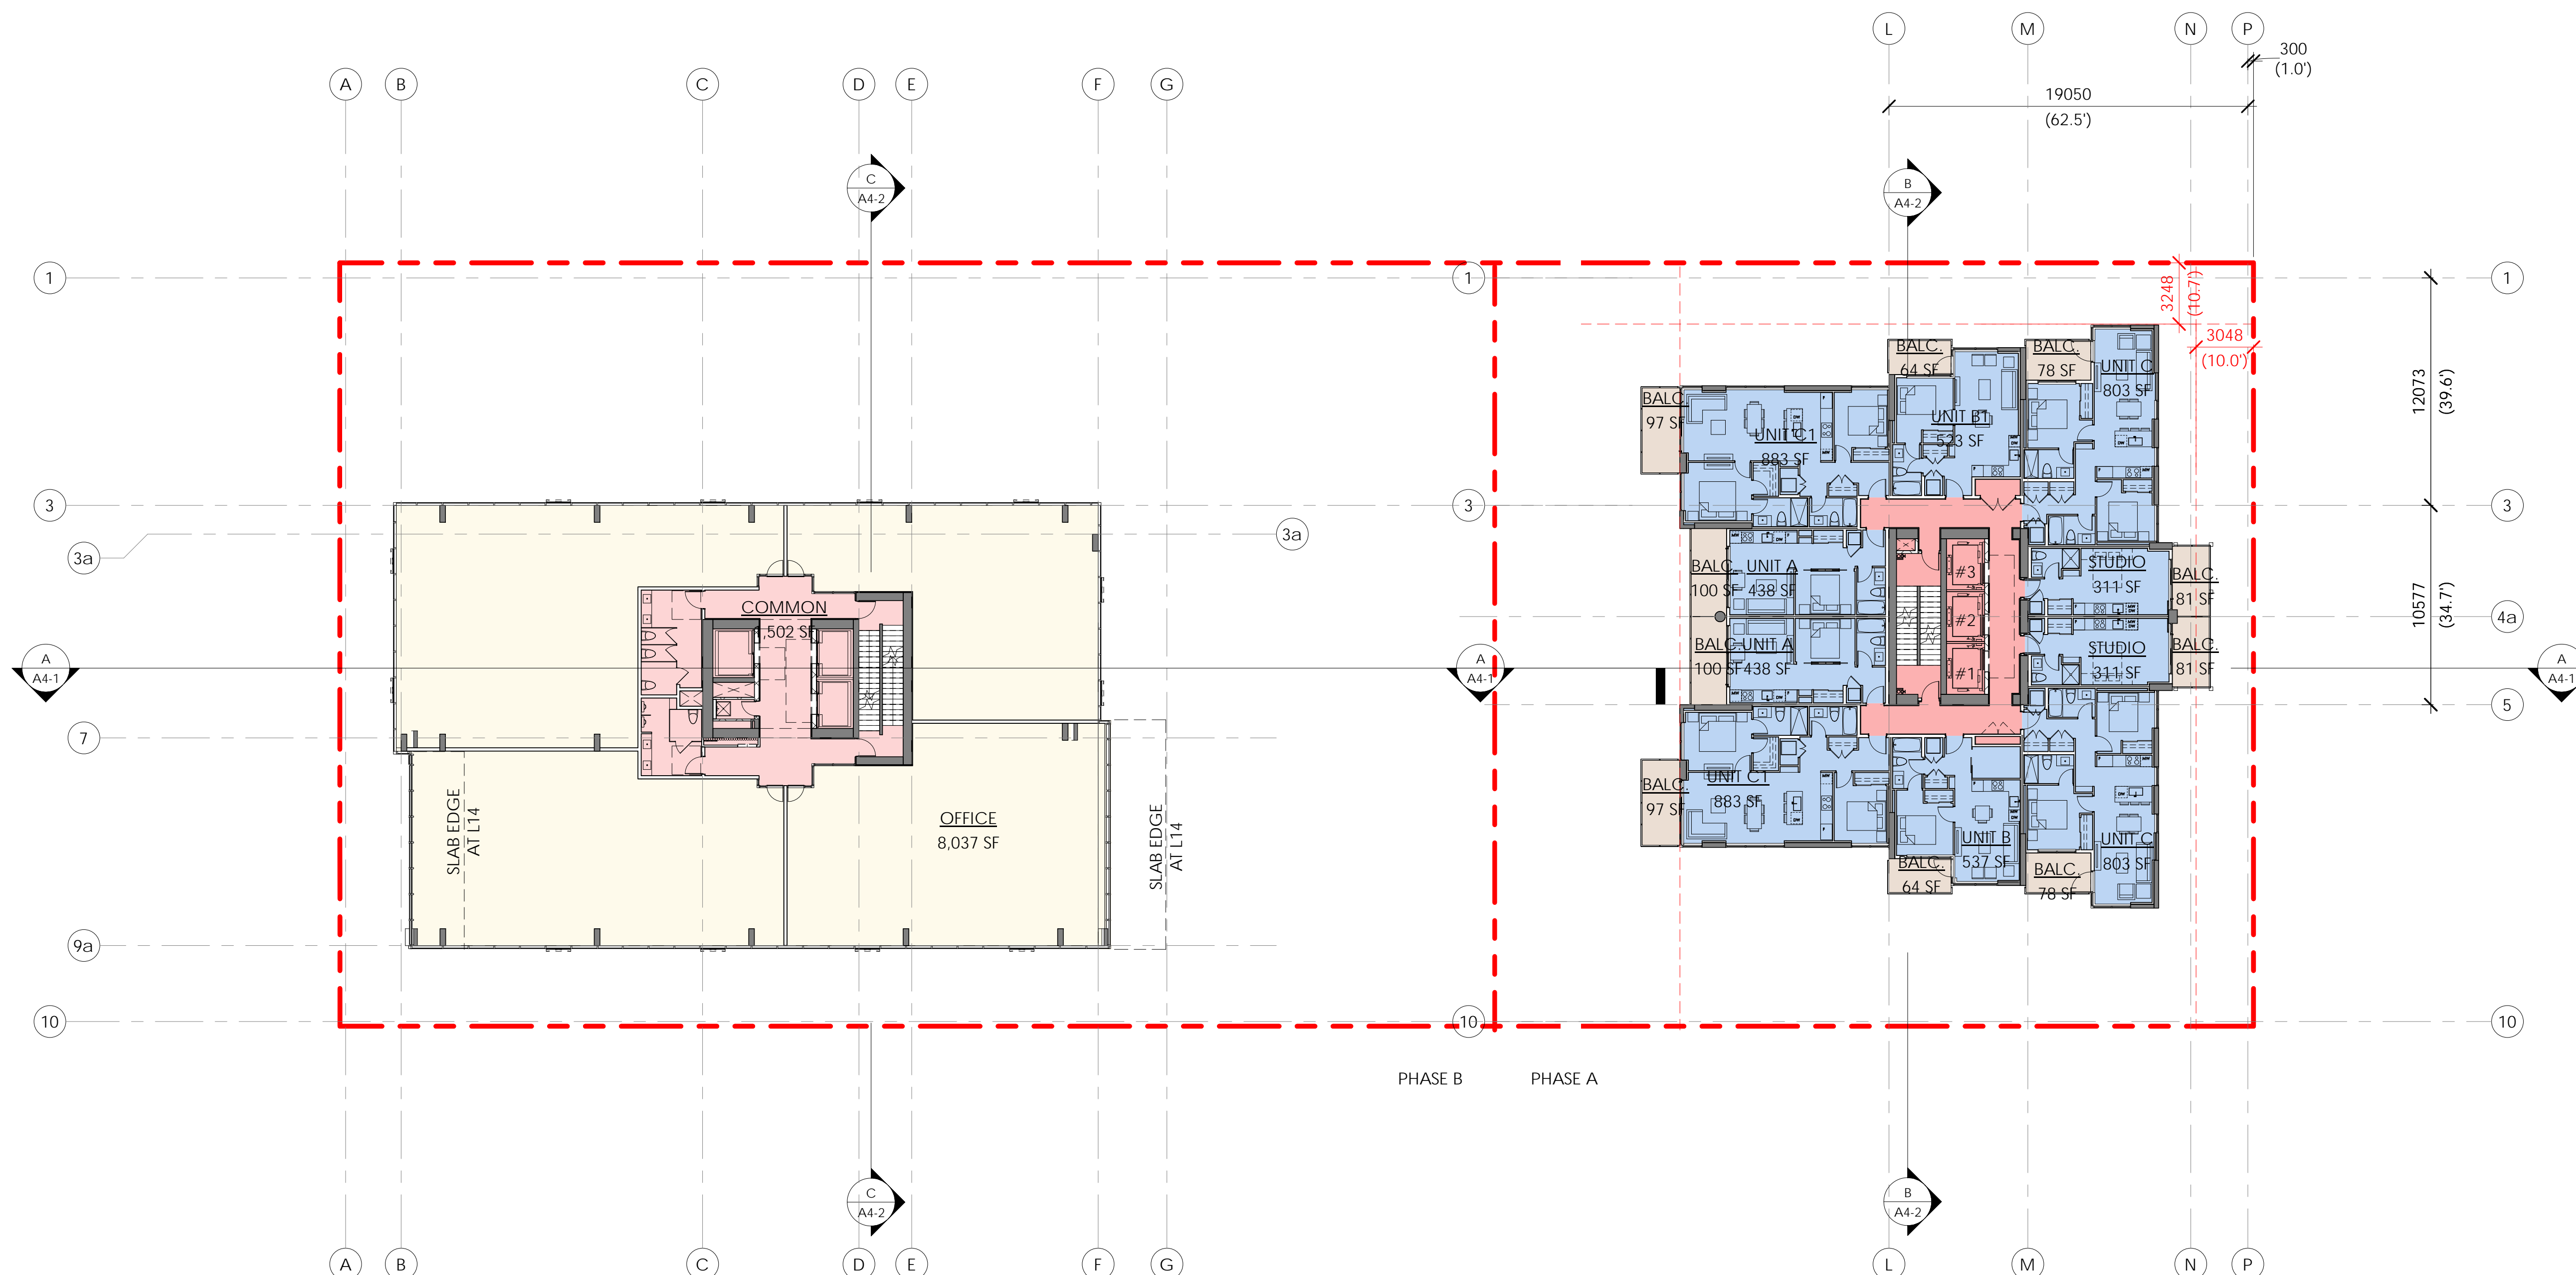 L
M
N
P
300
(1.0')
A
B
C
D
E
F
G
19050
(62.5')
C
A4-2
B
A4-2
1
1
1
3248
(10.7')
3048
(10.0')
12073
(39.6')
BALC.
64 SF
BALC.
78 SF
UNIT C
803 SF
BALC.
97 SF
UNIT C1
883 SF
UNIT B1
523 SF
3
3
3
3a
3a
#3
STUDIO
311 SF
BALC.
81 SF
BALC.
100 SF
UNIT A
438 SF
COMMON
1,502 SF
#2
4a
10577
(34.7')
A
A4-1
A
A4-1
A
A4-1
BALC.
100 SF
UNIT A
438 SF
#1
STUDIO
311 SF
BALC.
81 SF
5
7
BALC.
97 SF
UNIT C1
883 SF
SLAB EDGE
AT L14
OFFICE
8,037 SF
SLAB EDGE
AT L14
UNIT B
537 SF
UNIT C
803 SF
BALC.
64 SF
BALC.
78 SF
9a
10
10
10
PHASE B
PHASE A
C
A4-2
B
A4-2
A
B
C
D
E
F
G
L
M
N
P